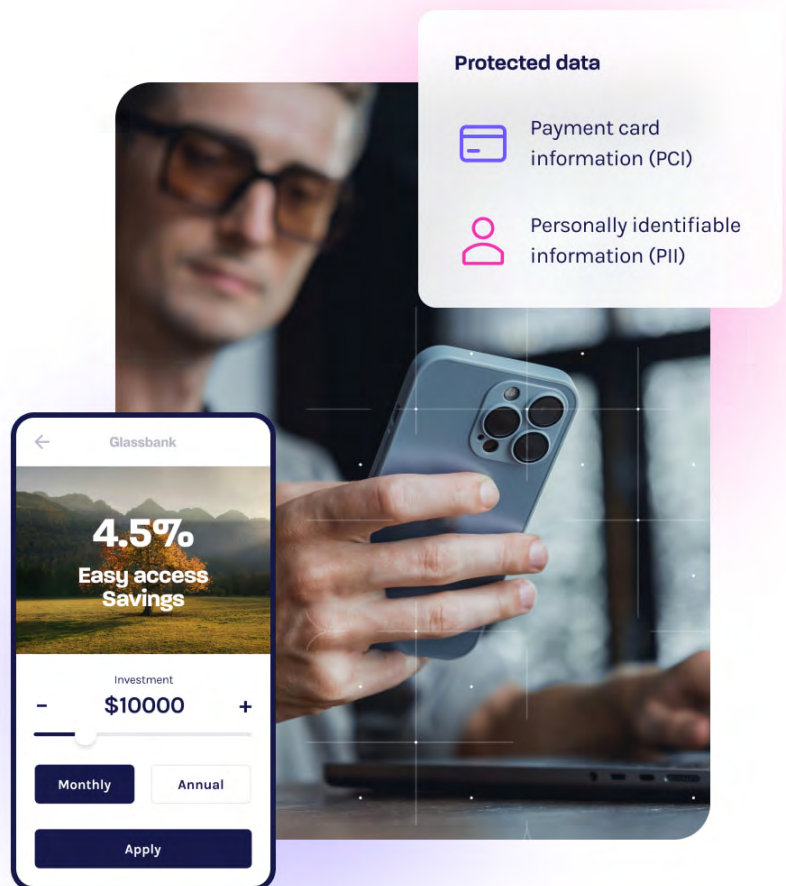 Protected data
Payment card
information (PCI)
Personally identifiable
information (PII)
Glassbank
4.5%
Easy access
Savings
Investment
- $10000 +
Monthly Annual
Apply